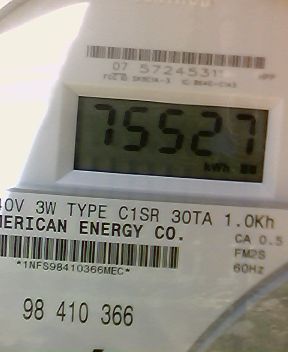 07 5724531
75527
kWh
40V 3W TYPE C1SR 30TA 1.0Kh
MERICAN ENERGY CO.
CA 0.5
FM2S
*1NFS98410366MEC*
60Hz
98 410 366